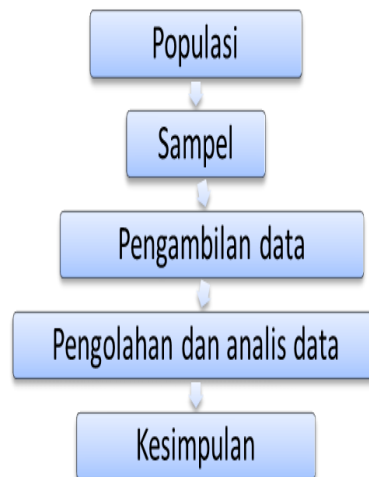 Populasi
Sampel
Pengambilan data
Pengolahan dan analis data
Kesimpulan